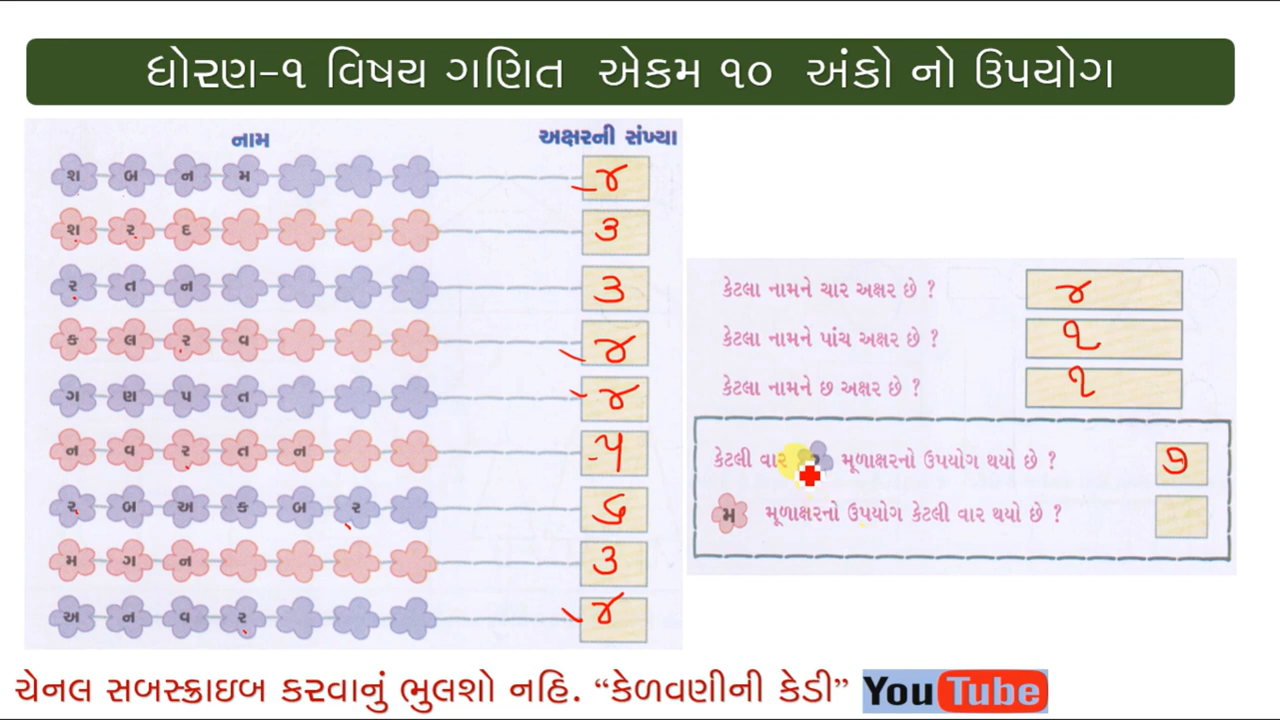 ધોરણ-૧ વિષય ગણિત એકમ ૧૦ અંકો નો ઉપયોગ
નામ અક્ષરની સંખ્યા
શ બ ન મ ૪
શ ર દ ૩
ર ત ન ૩
ક લ ર વ ૪
ગ ણ પ ત ૪
ન વ ર ત ન ૫
ર બ અ ક બ ર ૬
મ ગ ન ૩
અ ન વ ર ૪
કેટલા નામને ચાર અક્ષર છે ? ૪
કેટલા નામને પાંચ અક્ષર છે ? ૧
કેટલા નામને છ અક્ષર છે ? ૧
કેટલી વાર મૂળાક્ષરનો ઉપયોગ થયો છે ? ૭
મ મૂળાક્ષરનો ઉપયોગ કેટલી વાર થયો છે ?
ચેનલ સબસ્ક્રાઇબ કરવાનું ભુલશો નહિ. “કેળવણીની કેડી” YouTube